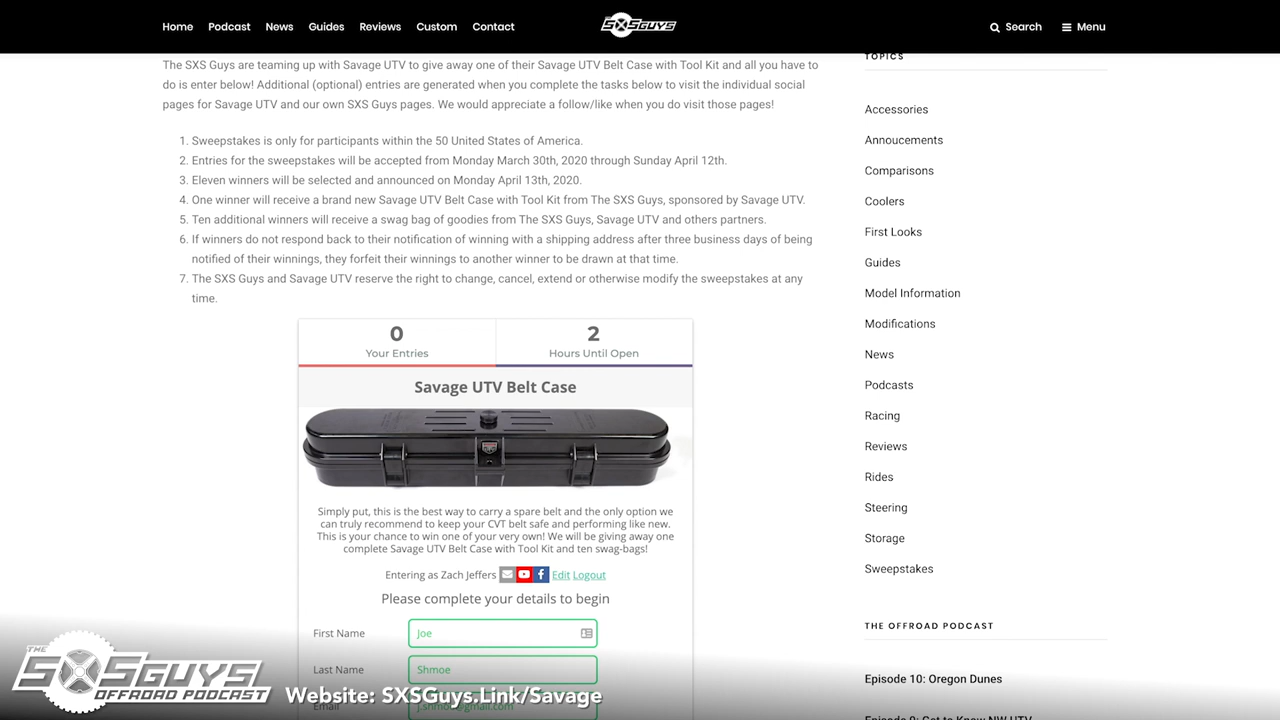 Home Podcast News Guides Reviews Custom Contact SXSGUYS Search Menu
The SXS Guys are teaming up with Savage UTV to give away one of their Savage UTV Belt Case with Tool Kit and all you have to
do is enter below! Additional (optional) entries are generated when you complete the tasks below to visit the individual social
pages for Savage UTV and our own SXS Guys pages. We would appreciate a follow/like when you do visit those pages!
1. Sweepstakes is only for participants within the 50 United States of America.
2. Entries for the sweepstakes will be accepted from Monday March 30th, 2020 through Sunday April 12th.
3. Eleven winners will be selected and announced on Monday April 13th, 2020.
4. One winner will receive a brand new Savage UTV Belt Case with Tool Kit from The SXS Guys, sponsored by Savage UTV.
5. Ten additional winners will receive a swag bag of goodies from The SXS Guys, Savage UTV and others partners.
6. If winners do not respond back to their notification of winning with a shipping address after three business days of being
notified of their winnings, they forfeit their winnings to another winner to be drawn at that time.
7. The SXS Guys and Savage UTV reserve the right to change, cancel, extend or otherwise modify the sweepstakes at any
time.
0 2
Your Entries Hours Until Open
Savage UTV Belt Case
Simply put, this is the best way to carry a spare belt and the only option we
can truly recommend to keep your CVT belt safe and performing like new.
This is your chance to win one of your very own! We will be giving away one
complete Savage UTV Belt Case with Tool Kit and ten swag-bags!
Entering as Zach Jeffers Edit Logout
Please complete your details to begin
First Name Joe
Last Name Shmoe
Email j.shmoe@gmail.com
TOPICS
Accessories
Annoucements
Comparisons
Coolers
First Looks
Guides
Model Information
Modifications
News
Podcasts
Racing
Reviews
Rides
Steering
Storage
Sweepstakes
THE OFFROAD PODCAST
Episode 10: Oregon Dunes
Episode 9: Get to Know NW UTV
THE
SXSGUYS
OFFROAD PODCAST
Website: SXSGuys.Link/Savage